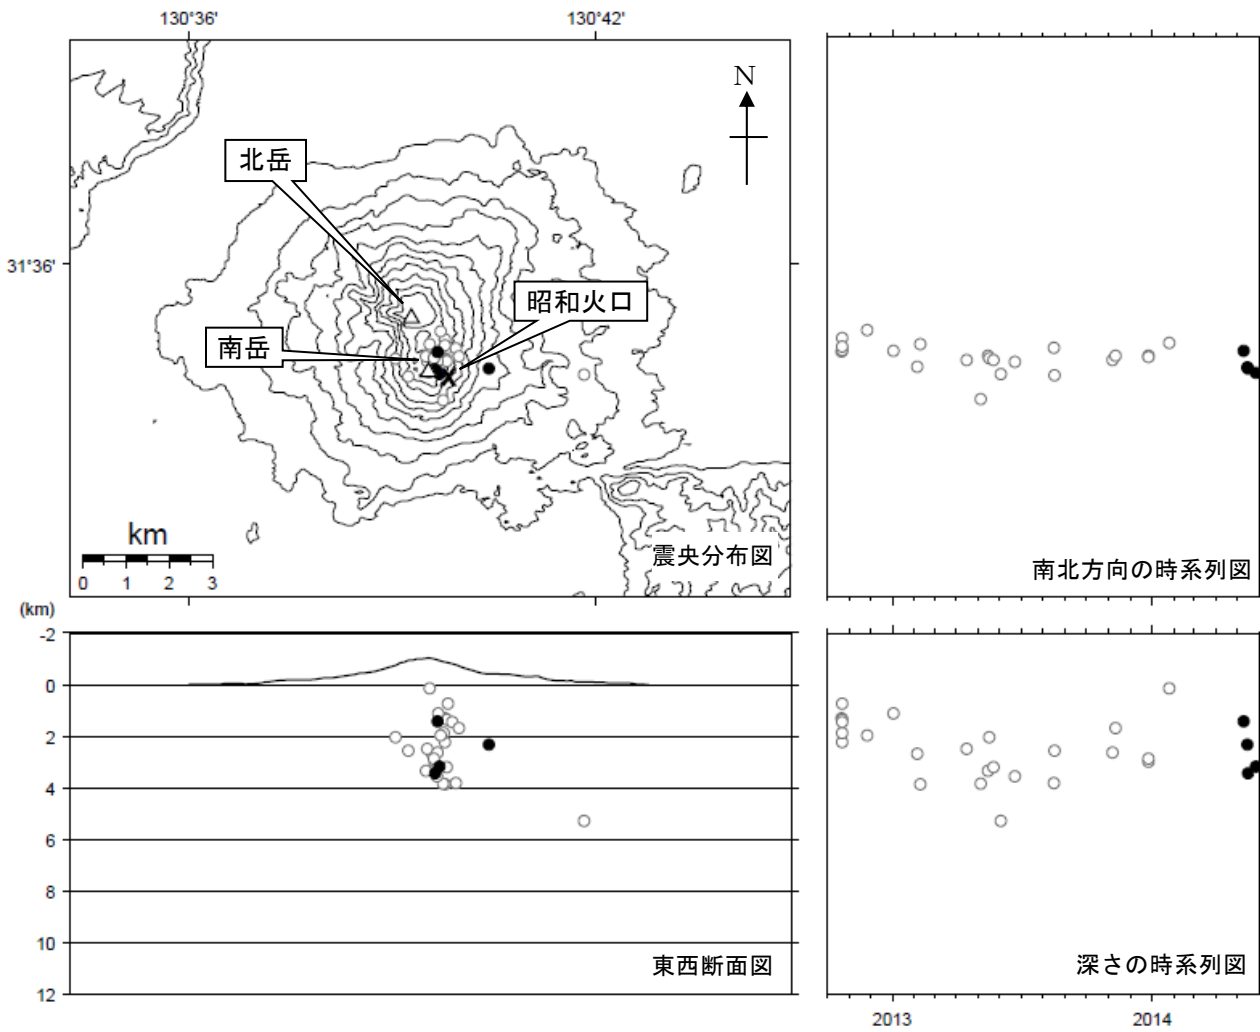 130°36' 130°42'
N
北岳
31°36'
昭和火口
南岳
km
0 1 2 3
震央分布図
南北方向の時系列図
(km)
-2
0
2
4
6
8
10
12
東西断面図
深さの時系列図
2013 2014